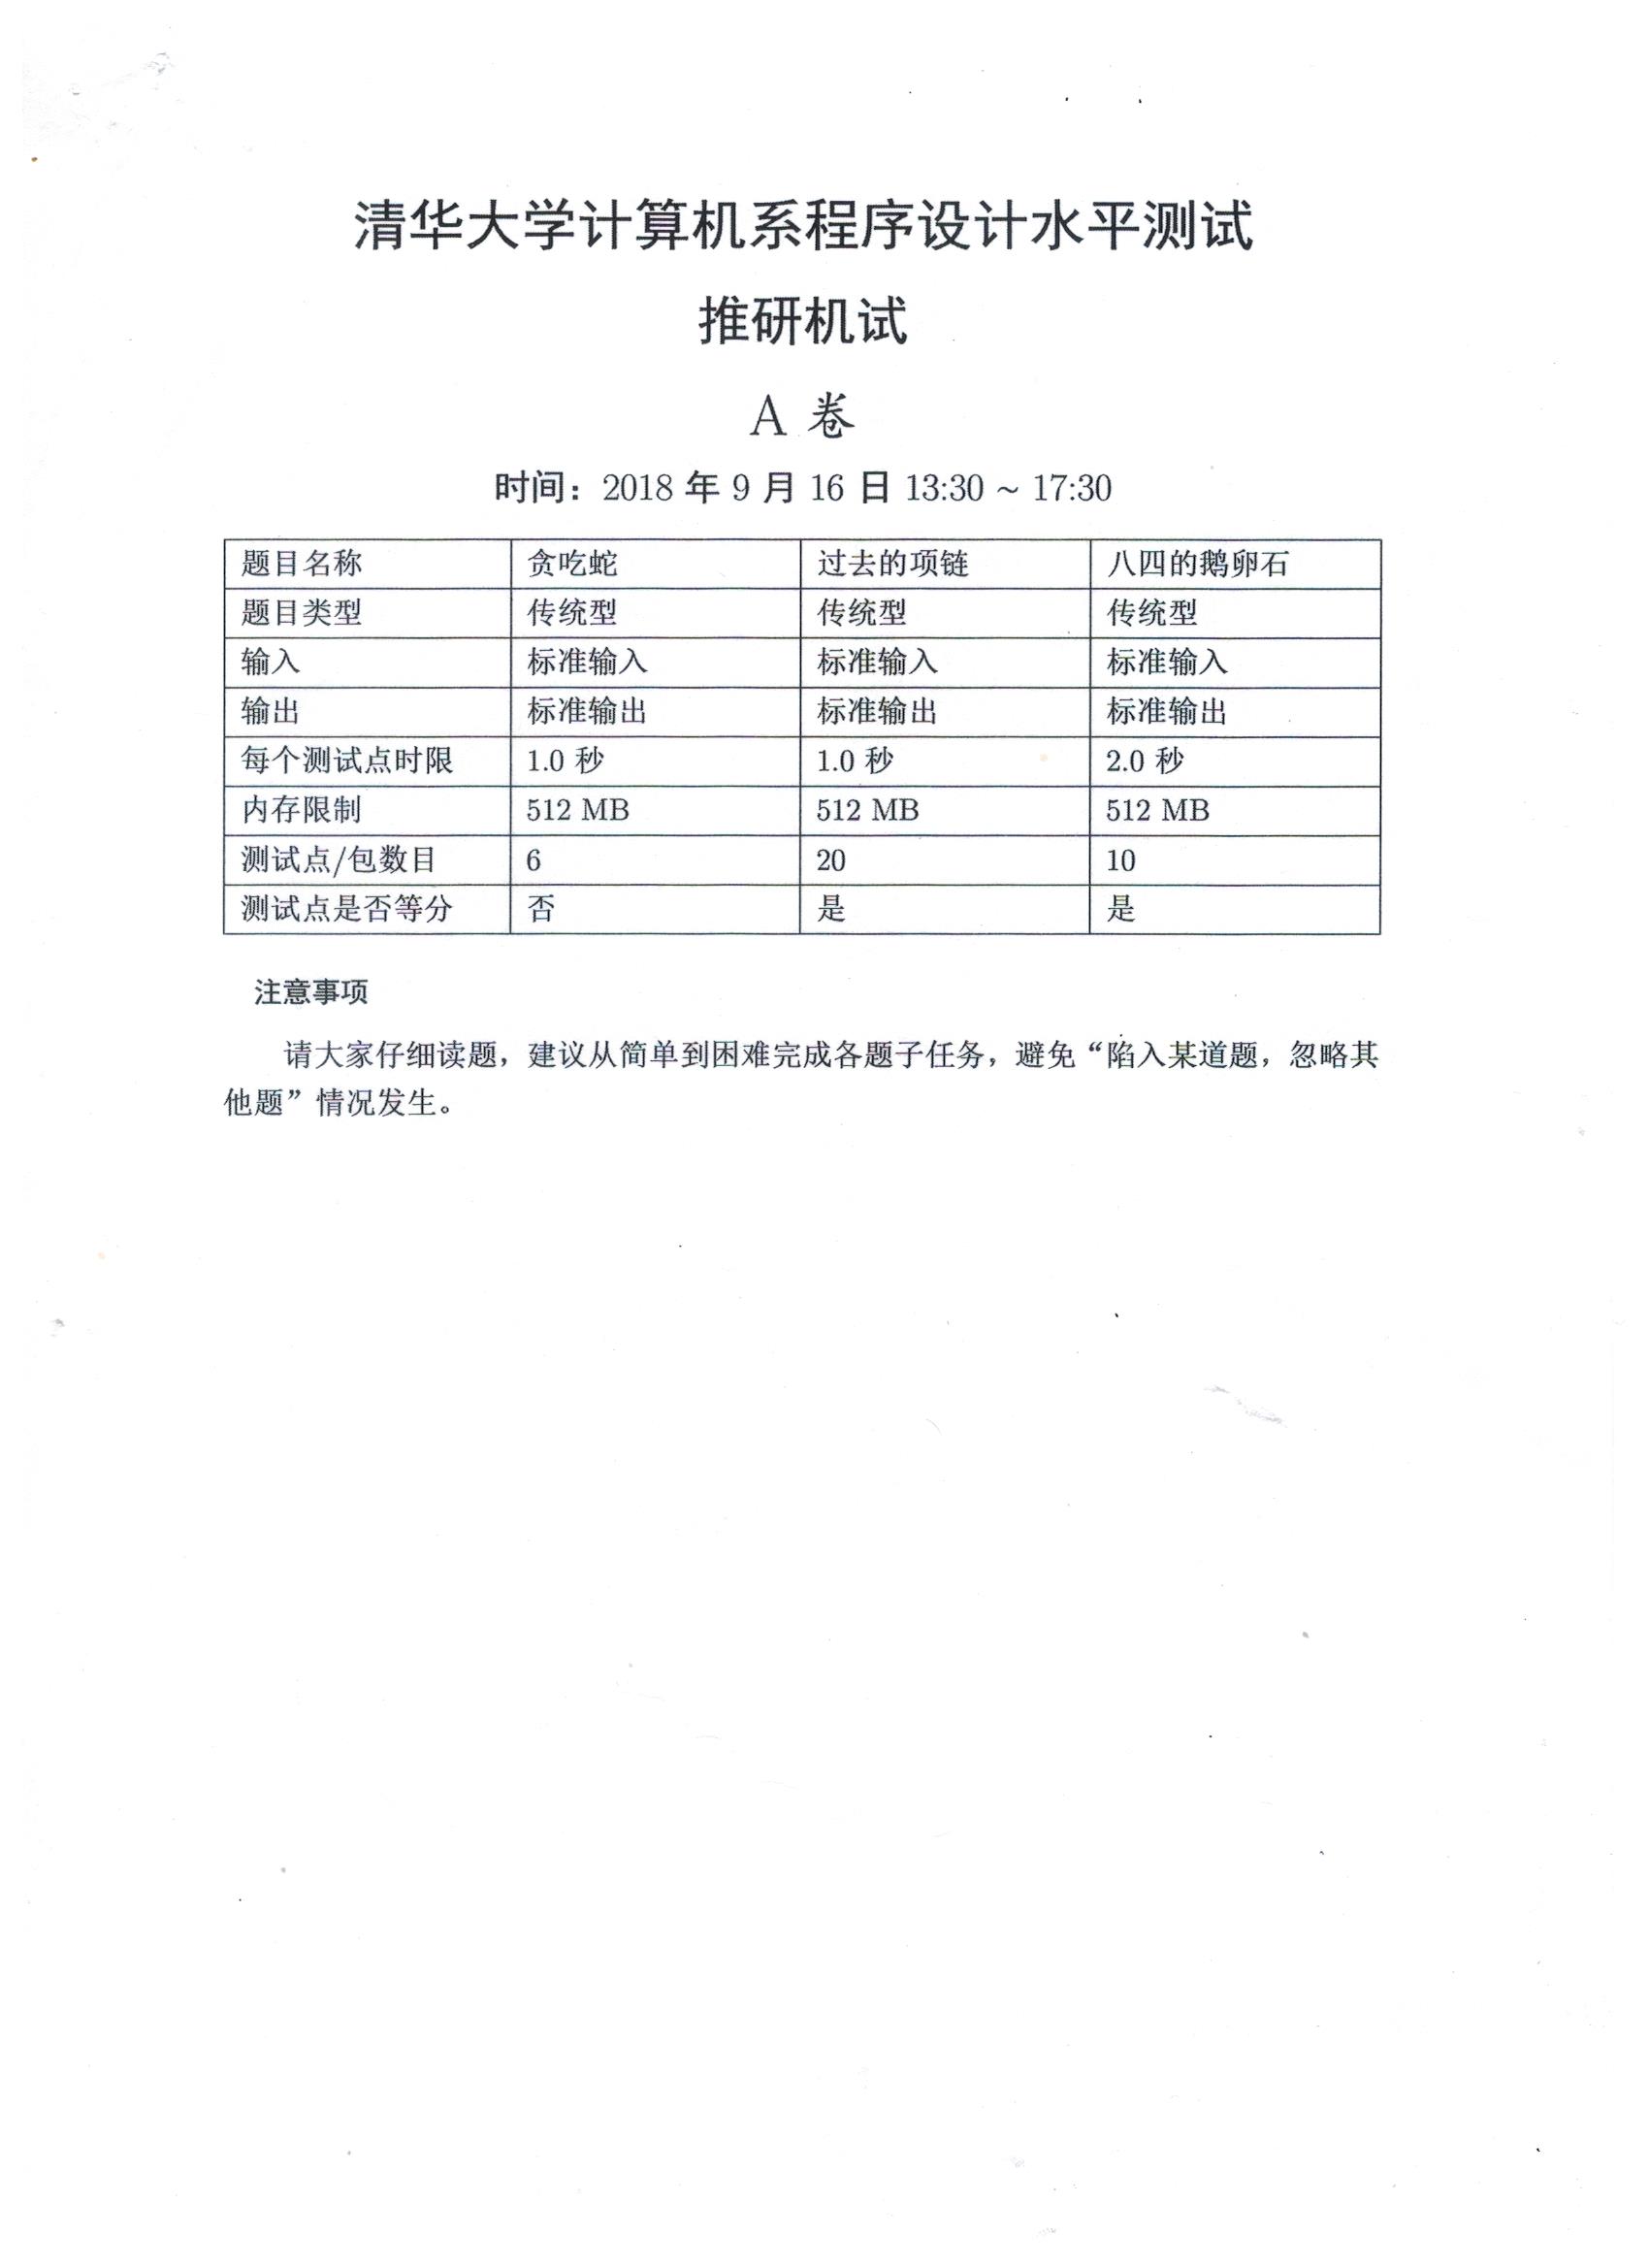 清华大学计算机系程序设计水平测试
推研机试
A 卷
时间：2018 年 9 月 16 日 13:30 ~ 17:30
题目名称 贪吃蛇 过去的项链 八四的鹅卵石
题目类型 传统型 传统型 传统型
输入 标准输入 标准输入 标准输入
输出 标准输出 标准输出 标准输出
每个测试点时限 1.0 秒 1.0 秒 2.0 秒
内存限制 512 MB 512 MB 512 MB
测试点/包数目 6 20 10
测试点是否等分 否 是 是
注意事项
请大家仔细读题，建议从简单到困难完成各题子任务，避免“陷入某道题，忽略其
他题”情况发生。